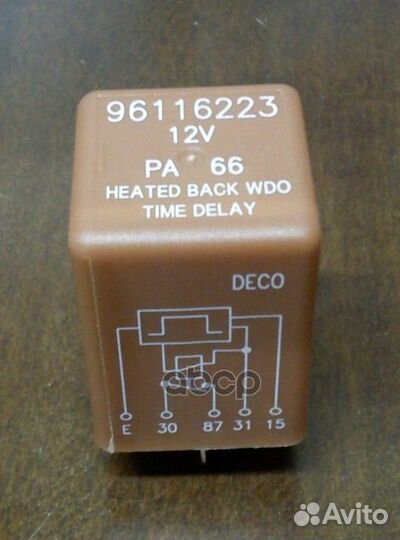 96116223
12V
PA 66
HEATED BACK WDO
TIME DELAY
DECO
E 30 87 31 15
Avito